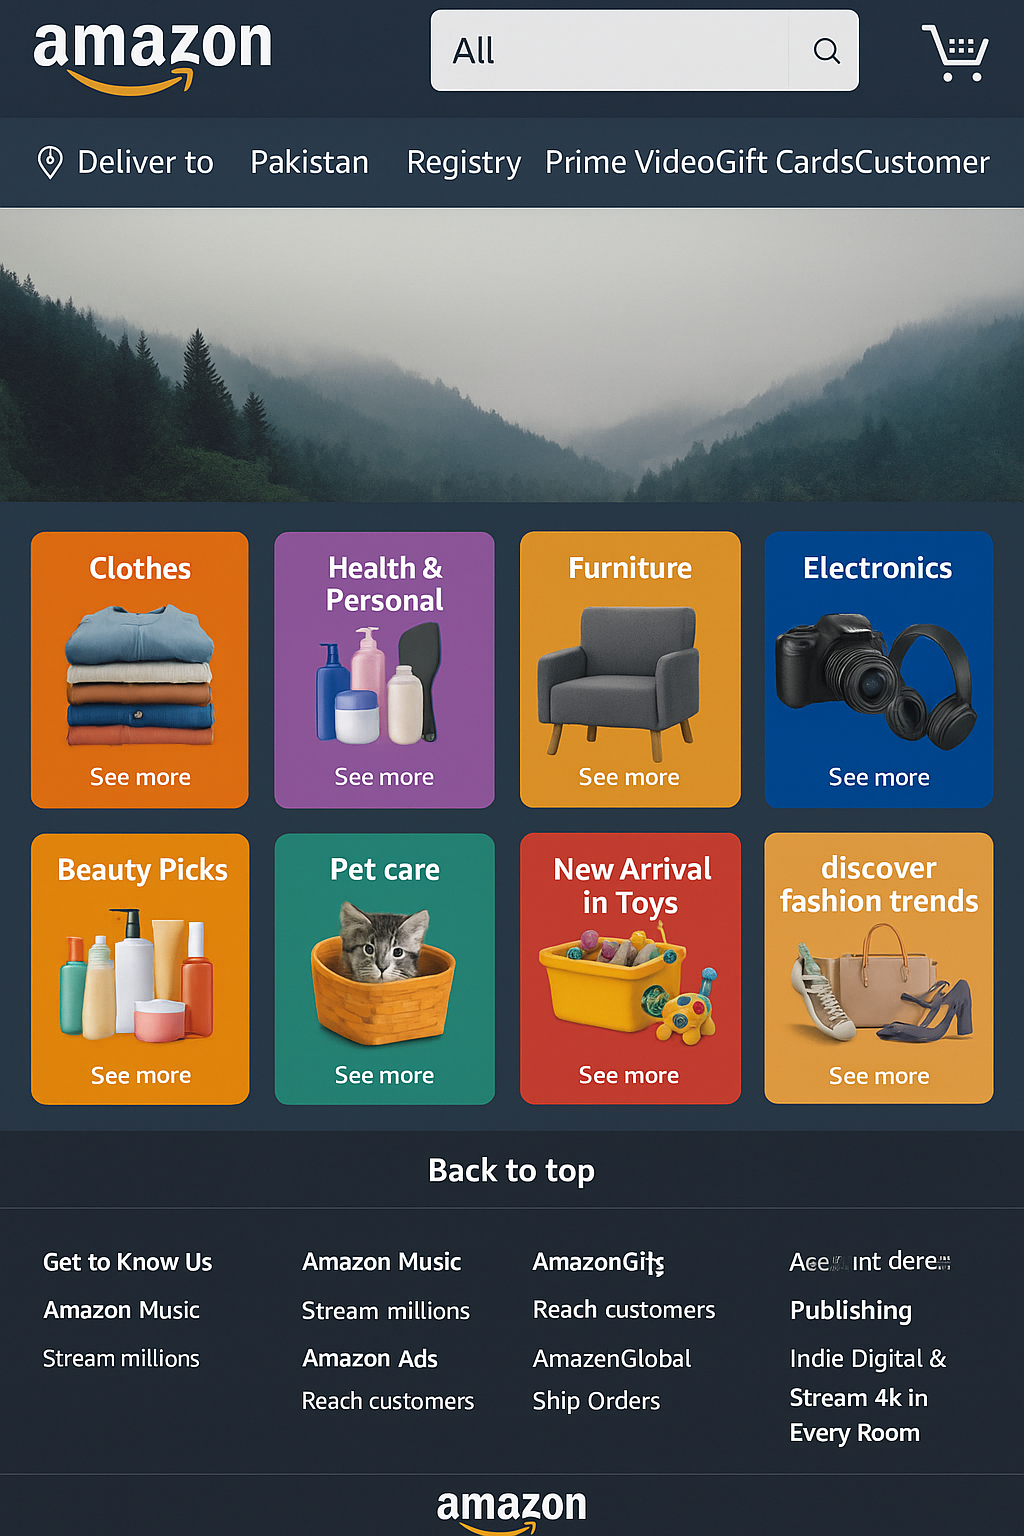 amazon
All
Deliver to Pakistan Registry Prime VideoGift CardsCustomer
Clothes
See more
Health &
Personal
See more
Furniture
See more
Electronics
See more
Beauty Picks
See more
Pet care
See more
New Arrival
in Toys
See more
discover
fashion trends
See more
Back to top
Get to Know Us
Amazon Music
Stream millions
Amazon Music
Stream millions
Amazon Ads
Reach customers
Reach customers
AmazenGlobal
Ship Orders
Publishing
Indie Digital &
Stream 4k in
Every Room
amazon